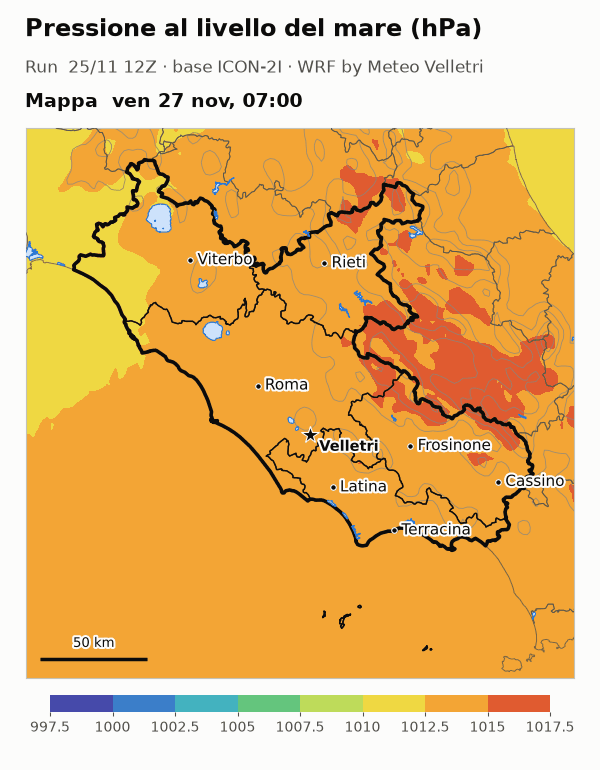 Pressione al livello del mare (hPa)
Run  25/11 12Z · base ICON-2I · WRF by Meteo Velletri
Mappa  ven 27 nov, 07:00
Viterbo
Rieti
Roma
Velletri
Frosinone
Cassino
Latina
Terracina
50 km
997.5 1000 1002.5 1005 1007.5 1010 1012.5 1015 1017.5